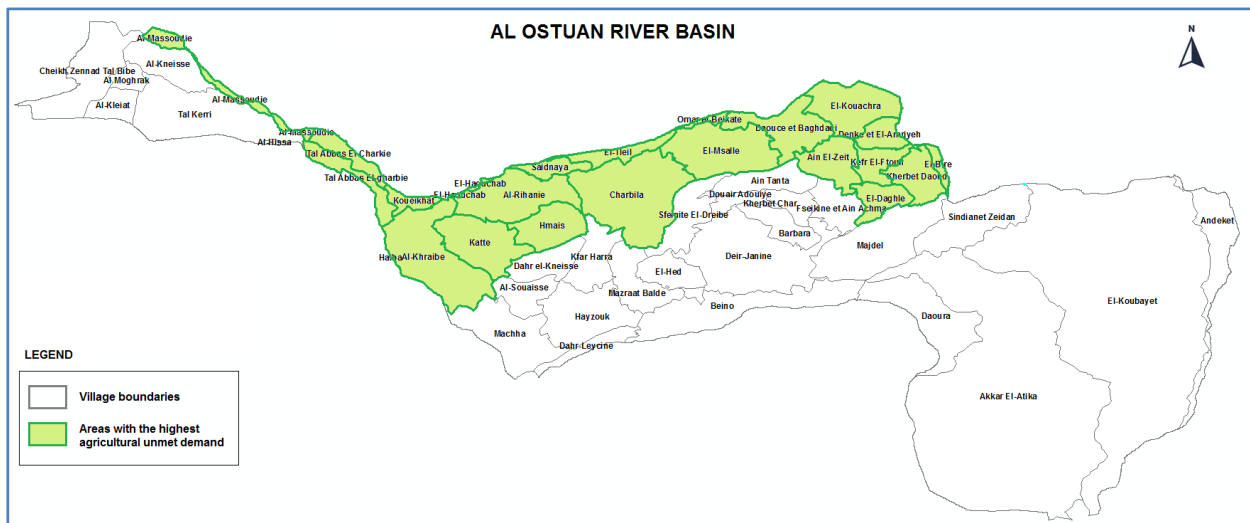 AL OSTUAN RIVER BASIN
N
Al-Massoudie
Al-Kneisse
Cheikh Zennad Tal Bibe
Al Moghrak
Al-Kleiat
Tal Kerri
Al-Massoudie
Al-Massoudie
Al Hissa
Tal Abbas El-Charkie
Tal Abbas El-gharbie
Koueikhat
El-Haouchab
El-Haouchab
Saidnaya
El-Tleil
Al-Rihanie
Charbila
Hmais
Katte
Al-Khraibe
Omar el-Beikate
El-Msalle
Daouce et Baghdadi
El-Kouachra
Denke et El-Amriyeh
Ain El-Zeit
Kefr El-Ftouh
El-Bire
Kherbet Daoud
El-Daghle
Ain Tanta
Douair Adouiye
Kherbet Char
Fseikine et Ain Achma
Sfeinite El-Dreibe
Barbara
Majdel
Sindianet Zeidan
Andeket
Deir-Janine
Kfar Harra
Dahr el-Kneisse
El-Hed
Al-Souaisse
Mazraat Balde
Beino
Hayzouk
Machha
Dahr-Leycine
El-Koubayet
Daoura
Akkar El-Atika
LEGEND
Village boundaries
Areas with the highest
agricultural unmet demand